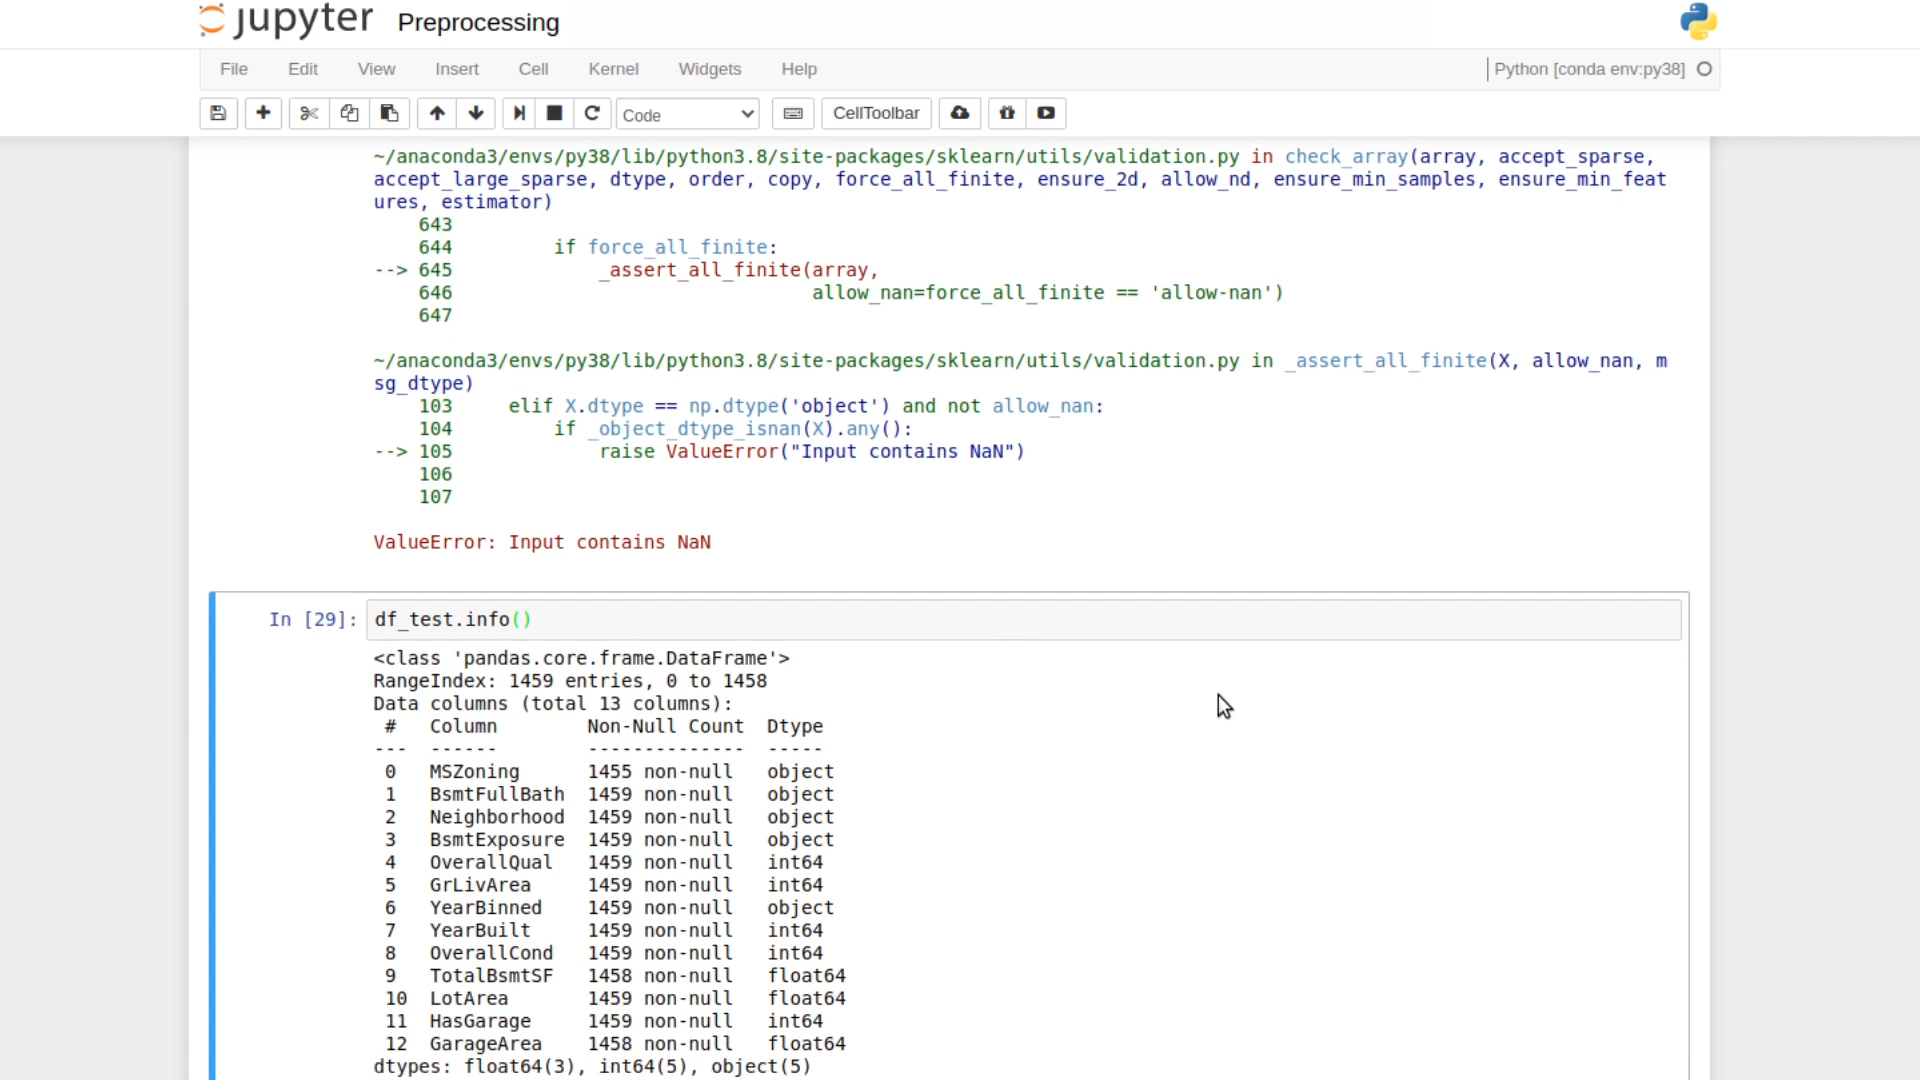 jupyter Preprocessing
File Edit View Insert Cell Kernel Widgets Help Python [conda env:py38]
Code CellToolbar
~/anaconda3/envs/py38/lib/python3.8/site-packages/sklearn/utils/validation.py in check_array(array, accept_sparse,
accept_large_sparse, dtype, order, copy, force_all_finite, ensure_2d, allow_nd, ensure_min_samples, ensure_min_feat
ures, estimator)
643
644 if force_all_finite:
--> 645 _assert_all_finite(array,
646 allow_nan=force_all_finite == 'allow-nan')
647
~/anaconda3/envs/py38/lib/python3.8/site-packages/sklearn/utils/validation.py in _assert_all_finite(X, allow_nan, m
sg_dtype)
103 elif X.dtype == np.dtype('object') and not allow_nan:
104 if _object_dtype_isnan(X).any():
--> 105 raise ValueError("Input contains NaN")
106
107
ValueError: Input contains NaN
In [29]: df_test.info()
<class 'pandas.core.frame.DataFrame'>
RangeIndex: 1459 entries, 0 to 1458
Data columns (total 13 columns):
# Column Non-Null Count Dtype
--- ------ -------------- -----
0 MSZoning 1455 non-null object
1 BsmtFullBath 1459 non-null object
2 Neighborhood 1459 non-null object
3 BsmtExposure 1459 non-null object
4 OverallQual 1459 non-null int64
5 GrLivArea 1459 non-null int64
6 YearBinned 1459 non-null object
7 YearBuilt 1459 non-null int64
8 OverallCond 1459 non-null int64
9 TotalBsmtSF 1458 non-null float64
10 LotArea 1459 non-null float64
11 HasGarage 1459 non-null int64
12 GarageArea 1458 non-null float64
dtypes: float64(3), int64(5), object(5)